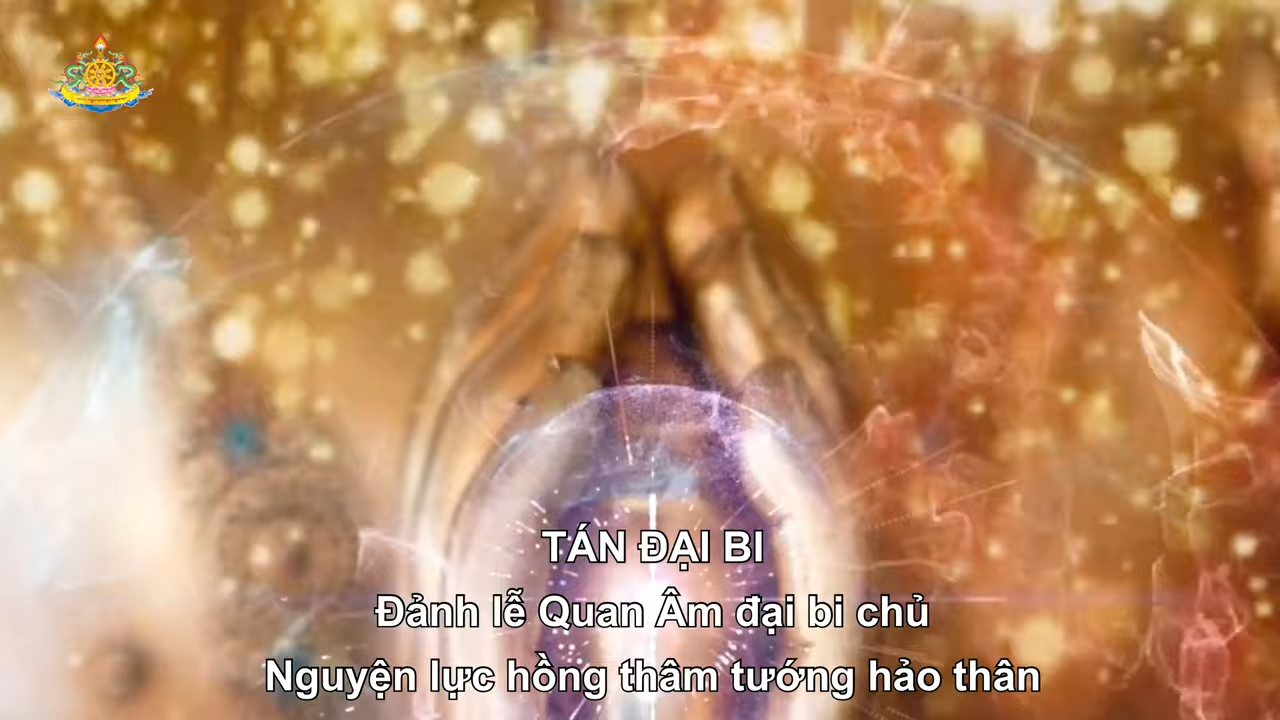 TÁN ĐẠI BI
Đảnh lễ Quan Âm đại bi chủ
Nguyện lực hồng thâm tướng hảo thân